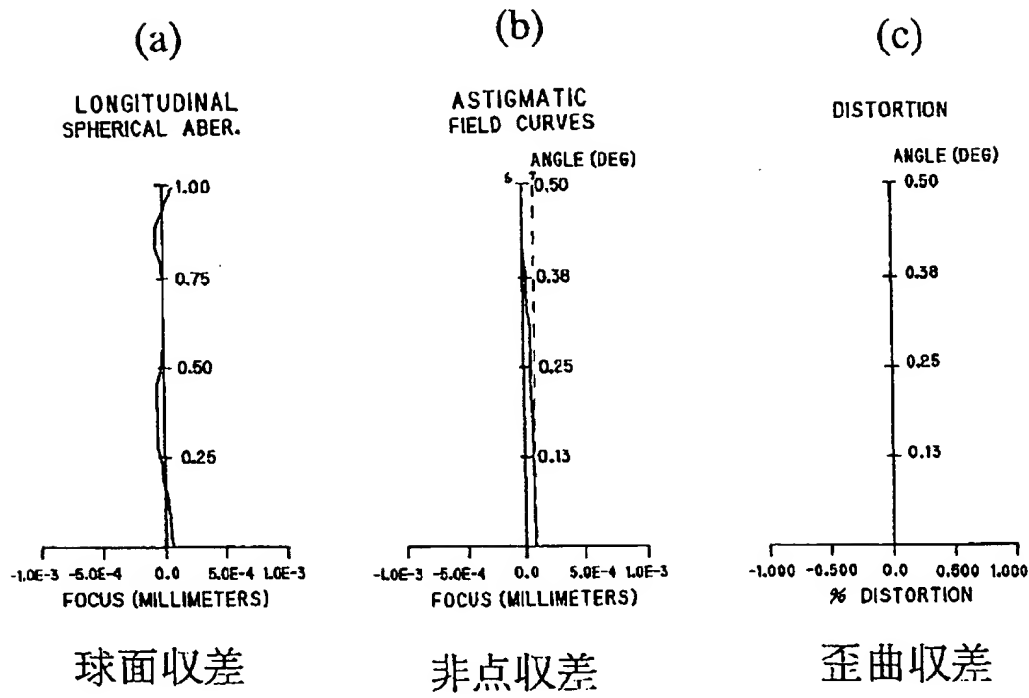 (a)
LONGITUDINAL
SPHERICAL ABER.
1.00
0.75
0.50
0.25
-1.0E-3 -5.0E-4 0.0 5.0E-4 1.0E-3
FOCUS (MILLIMETERS)
球面収差
(b)
ASTIGMATIC
FIELD CURVES
ANGLE (DEG)
0.50
0.38
0.25
0.13
-1.0E-3 -5.0E-4 0.0 5.0E-4 1.0E-3
FOCUS (MILLIMETERS)
非点収差
(c)
DISTORTION
ANGLE (DEG)
0.50
0.38
0.25
0.13
-1.000 -0.500 0.0 0.500 1.000
% DISTORTION
歪曲収差